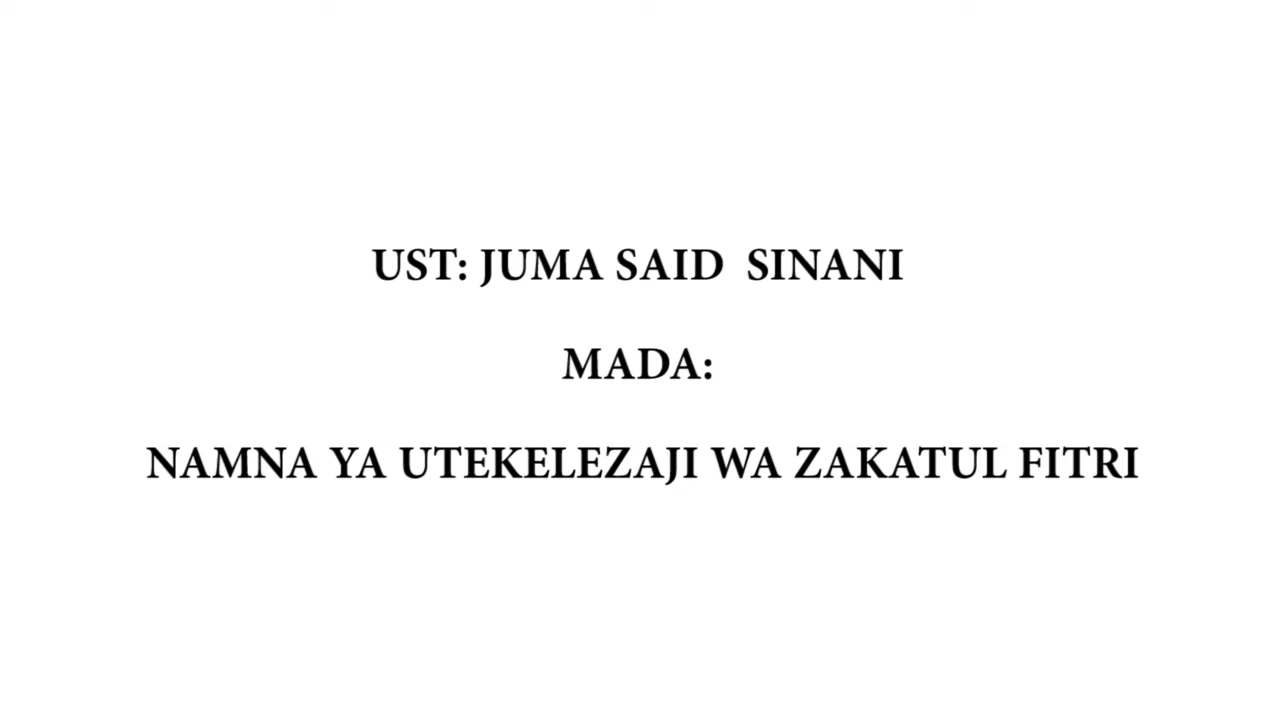 UST: JUMA SAID  SINANI
MADA:
NAMNA YA UTEKELEZAJI WA ZAKATUL FITRI